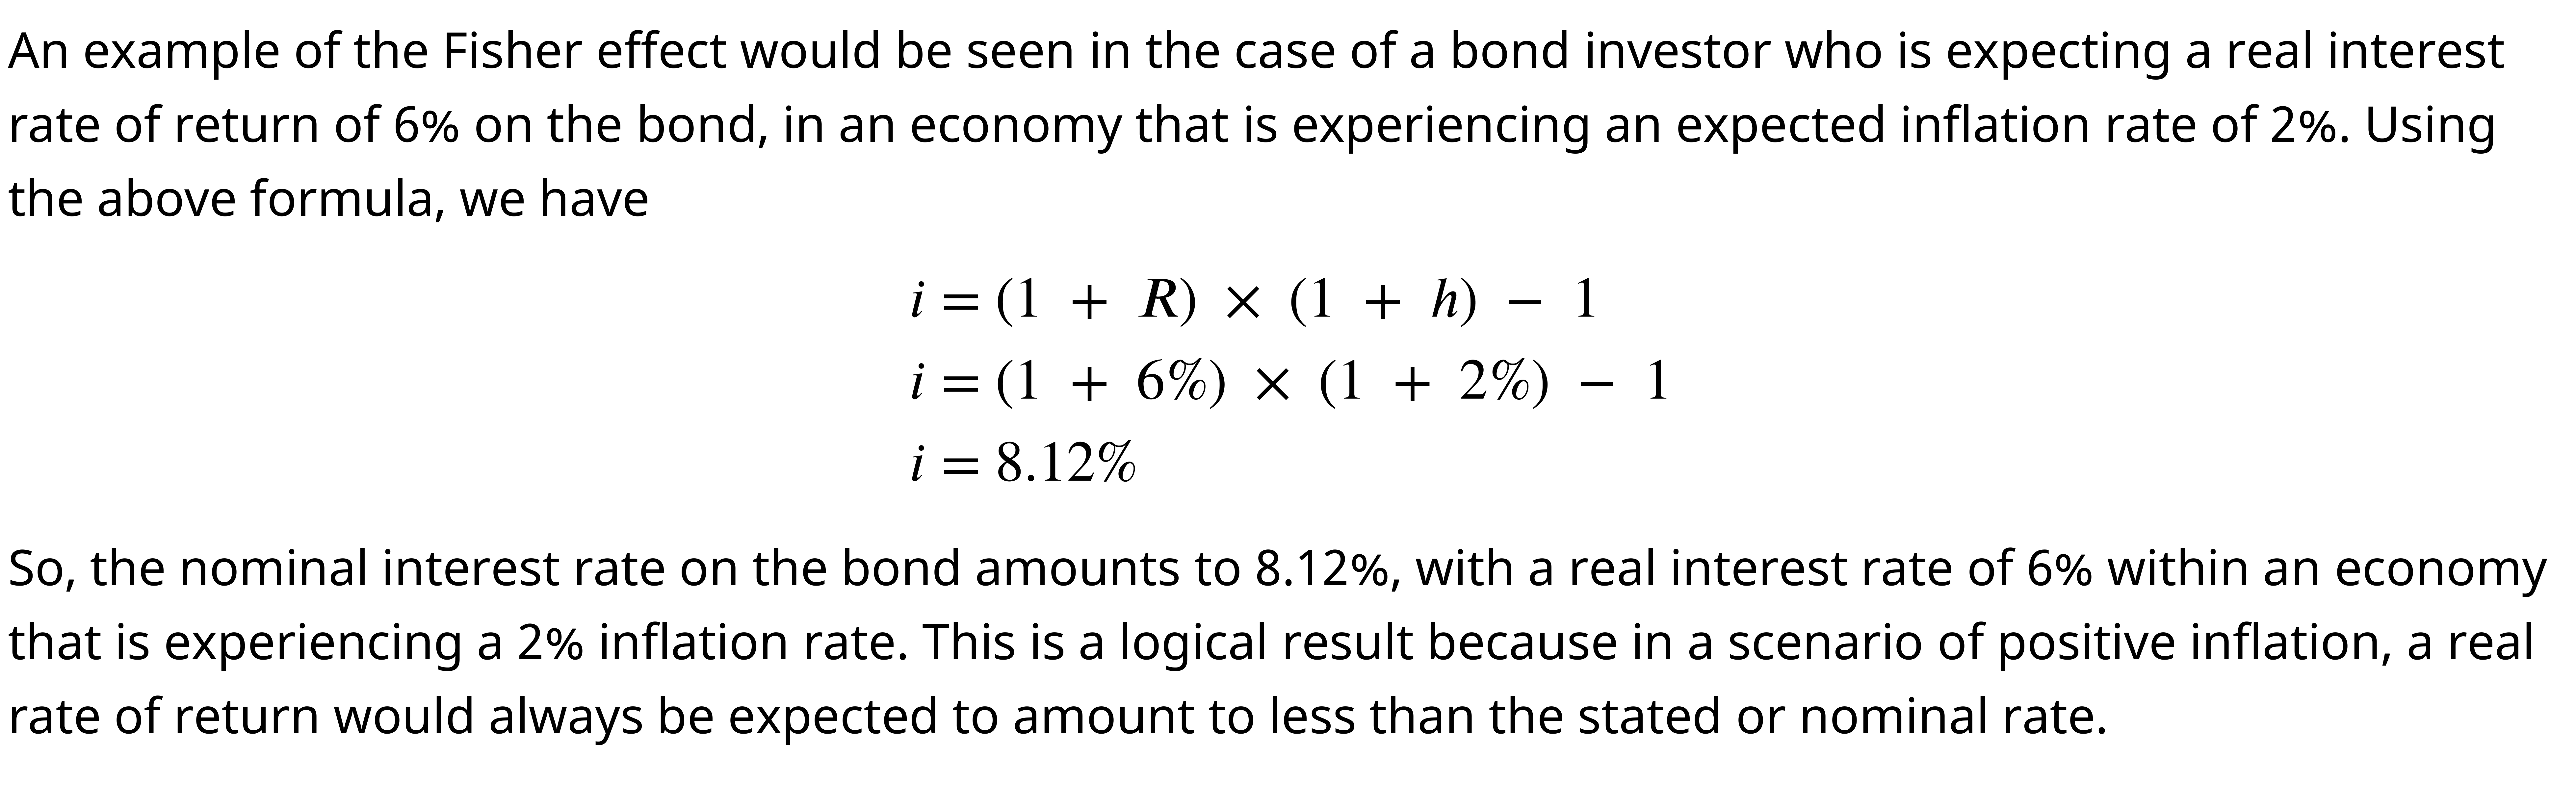 An example of the Fisher effect would be seen in the case of a bond investor who is expecting a real interest
rate of return of 6% on the bond, in an economy that is experiencing an expected inflation rate of 2%. Using
the above formula, we have
i = (1 + R) × (1 + h) − 1
i = (1 + 6%) × (1 + 2%) − 1
i = 8.12%
So, the nominal interest rate on the bond amounts to 8.12%, with a real interest rate of 6% within an economy
that is experiencing a 2% inflation rate. This is a logical result because in a scenario of positive inflation, a real
rate of return would always be expected to amount to less than the stated or nominal rate.